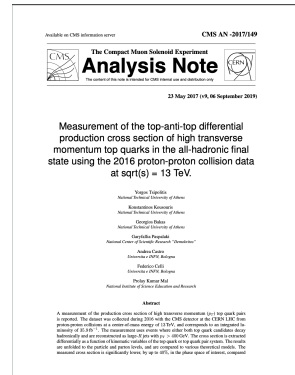 Available on CMS information server
CMS AN -2017/149
The Compact Muon Solenoid Experiment
Analysis Note
The content of this note is intended for CMS internal use and distribution only
CMS
CERN
23 May 2017 (v9, 06 September 2019)
Measurement of the top-anti-top differential
production cross section of high transverse
momentum top quarks in the all-hadronic final
state using the 2016 proton-proton collision data
at sqrt(s) = 13 TeV.
Yorgos Tsipolitis
National Technical University of Athens
Konstantinos Kousouris
National Technical University of Athens
Georgios Bakas
National Technical University of Athens
Garyfallia Paspalaki
National Center of Scientific Research "Demokritos"
Andrea Castro
Universita e INFN, Bologna
Federico Celli
Universita e INFN, Bologna
Prolay Kumar Mal
National Institute of Science Education and Research
Abstract
A measurement of the production cross section of high transverse momentum (pT) top quark pairs
is reported. The dataset was collected during 2016 with the CMS detector at the CERN LHC from
proton-proton collisions at a center-of-mass energy of 13 TeV, and corresponds to an integrated lu-
minosity of 35.9 fb⁻¹. The measurement uses events where either both top quark candidates decay
hadronically and are reconstructed as large-R jets with pT > 400 GeV. The cross section is extracted
differentially as a function of kinematic variables of the top quark or top quark pair system. The results
are unfolded to the particle and parton levels, and are compared to various theoretical models. The
measured cross section is significantly lower, by up to 40%, in the phase space of interest, compared